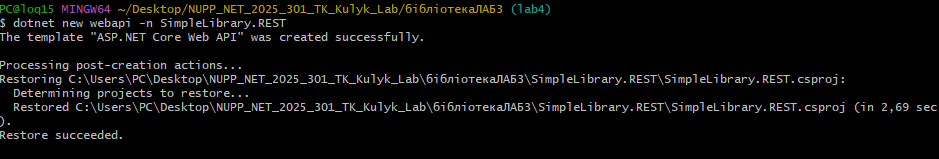 PC@loq15 MINGW64 ~/Desktop/NUPP_NET_2025_301_TK_Kulyk_Lab/бібліотекаЛАБ3 (lab4)
$ dotnet new webapi -n SimpleLibrary.REST
The template "ASP.NET Core Web API" was created successfully.

Processing post-creation actions...
Restoring C:\Users\PC\Desktop\NUPP_NET_2025_301_TK_Kulyk_Lab\бібліотекаЛАБ3\SimpleLibrary.REST\SimpleLibrary.REST.csproj:
  Determining projects to restore...
  Restored C:\Users\PC\Desktop\NUPP_NET_2025_301_TK_Kulyk_Lab\бібліотекаЛАБ3\SimpleLibrary.REST\SimpleLibrary.REST.csproj (in 2,69 sec
).
Restore succeeded.